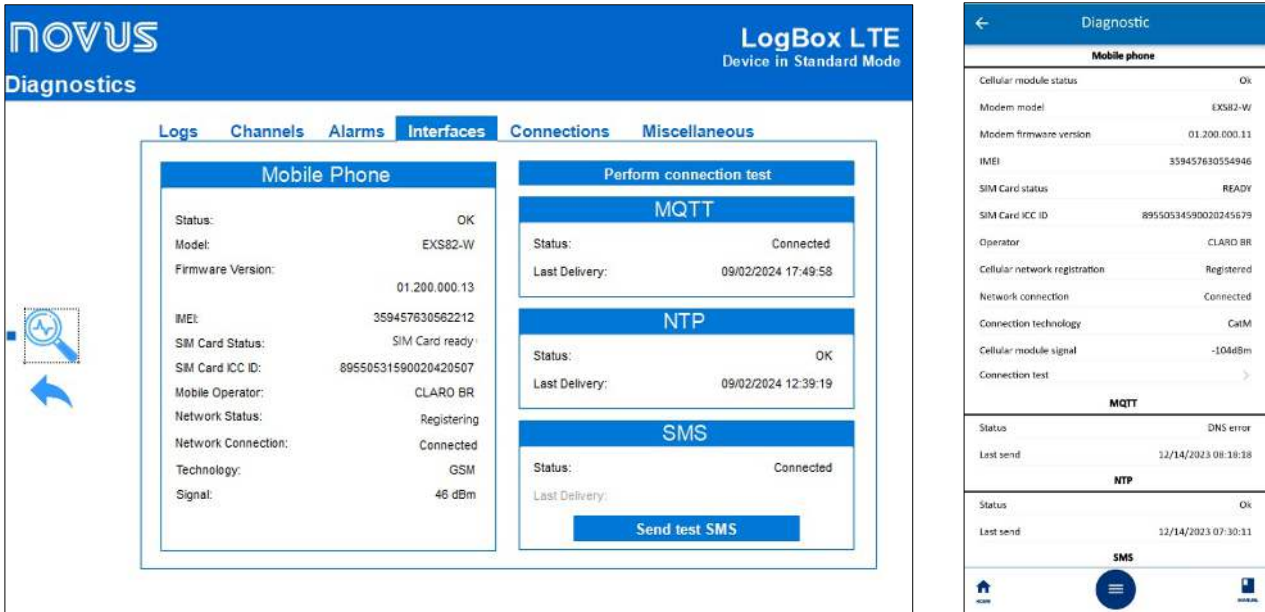 novus
LogBox LTE
Device in Standard Mode
Diagnostics
Logs Channels Alarms Interfaces Connections Miscellaneous
Mobile Phone
Status: OK
Model: EXS82-W
Firmware Version:
01.200.000.13
IMEI: 359457630562212
SIM Card Status: SIM Card ready
SIM Card ICC ID: 89550531590020420507
Mobile Operator: CLARO BR
Network Status: Registering
Network Connection: Connected
Technology: GSM
Signal: 46 dBm
Perform connection test
MQTT
Status: Connected
Last Delivery: 09/02/2024 17:49:58
NTP
Status: OK
Last Delivery: 09/02/2024 12:39:19
SMS
Status: Connected
Last Delivery:
Send test SMS
Diagnostic
Mobile phone
Cellular module status Ok
Modem model EXS82-W
Modem firmware version 01.200.000.11
IMEI 359457630554946
SIM Card status READY
SIM Card ICC ID 89550534590020245679
Operator CLARO BR
Cellular network registration Registered
Network connection Connected
Connection technology CatM
Cellular module signal -104dBm
Connection test
MQTT
Status DNS error
Last send 12/14/2023 08:18:18
NTP
Status Ok
Last send 12/14/2023 07:30:11
SMS
HOME